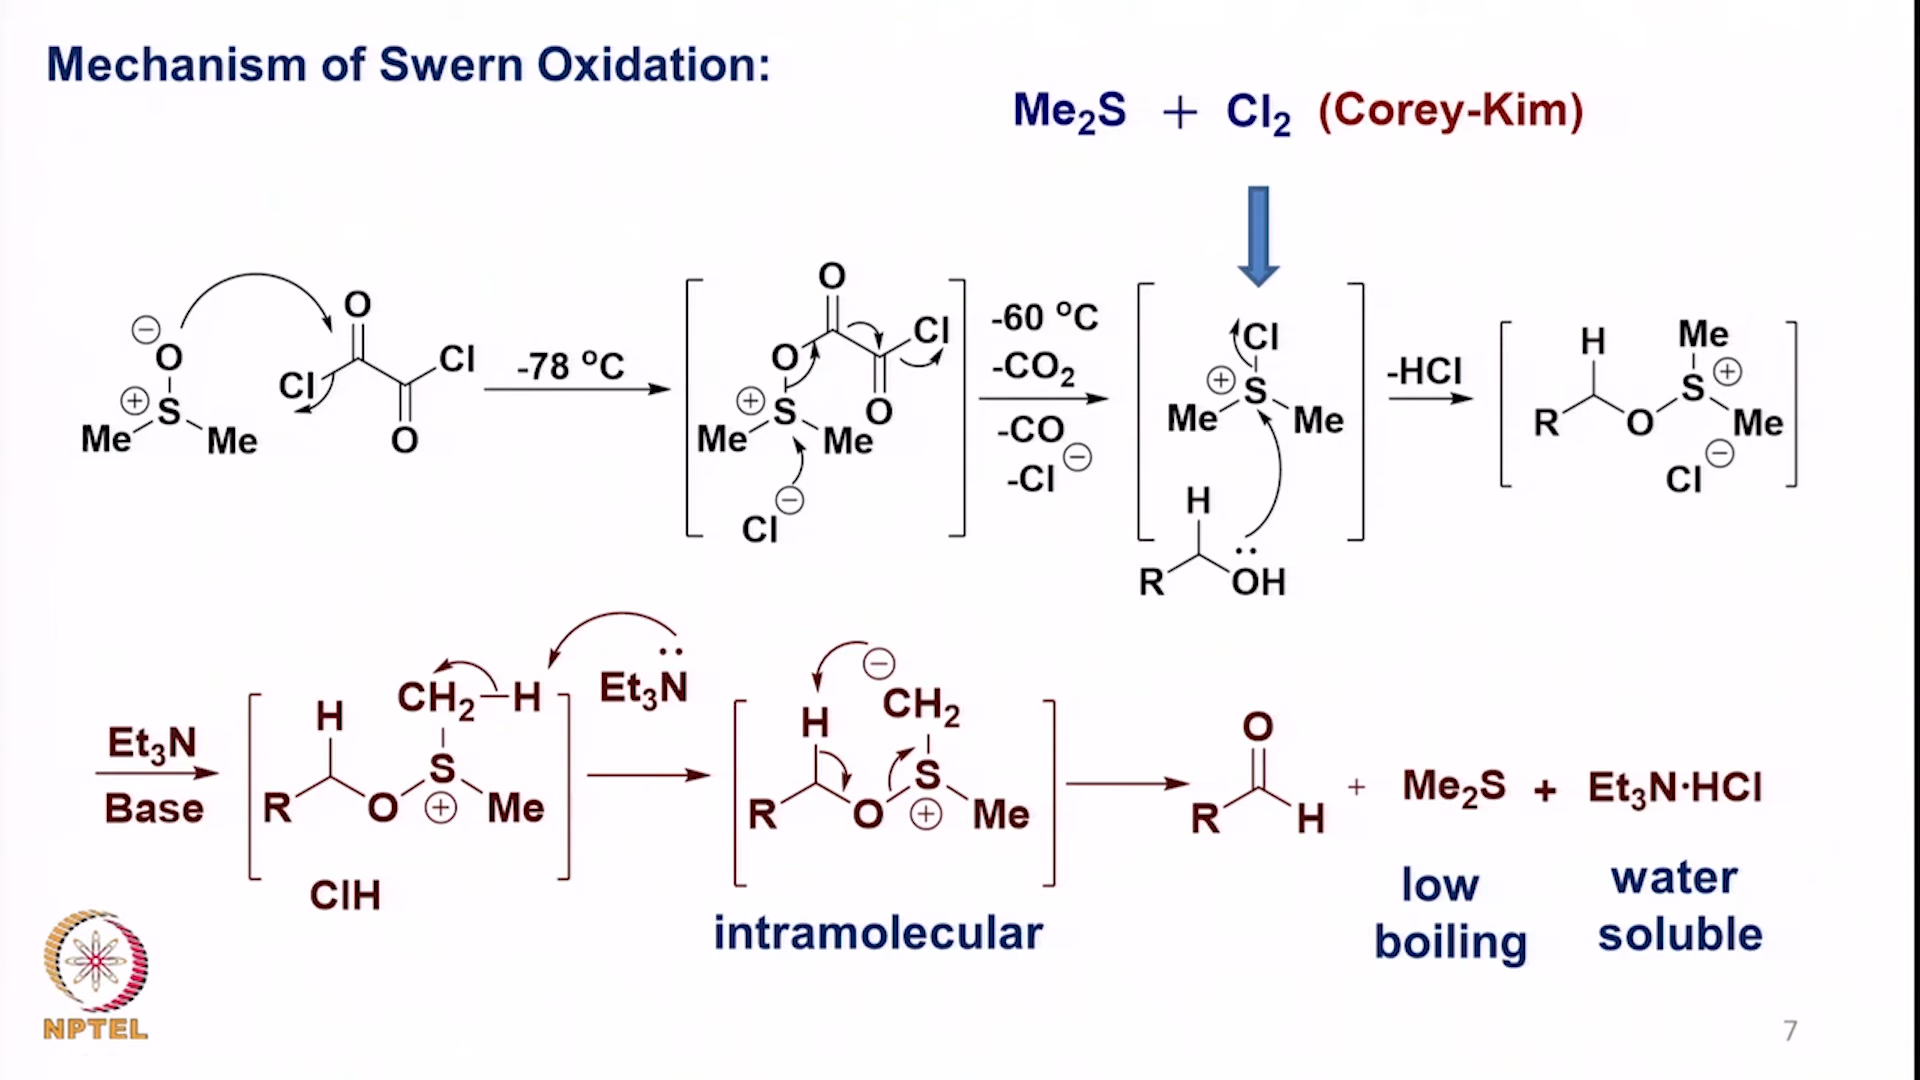 Mechanism of Swern Oxidation:
Me2S + Cl2 (Corey-Kim)
⊖ O S ⊕ Me Me
O Cl Cl O
-78 °C
O O Cl O ⊕ S Me Me Cl ⊖
-60 °C
-CO2
-CO
-Cl ⊖
Cl ⊕ S Me Me
H R OH
-HCl
H R O S ⊕ Me Me Cl ⊖
Et3N
Base
H R O S ⊕ CH2-H Me
ClH
Et3N
H R O S ⊕ ⊖ CH2 Me
intramolecular
O R H + Me2S + Et3N·HCl
low
boiling
water
soluble
NPTEL
7